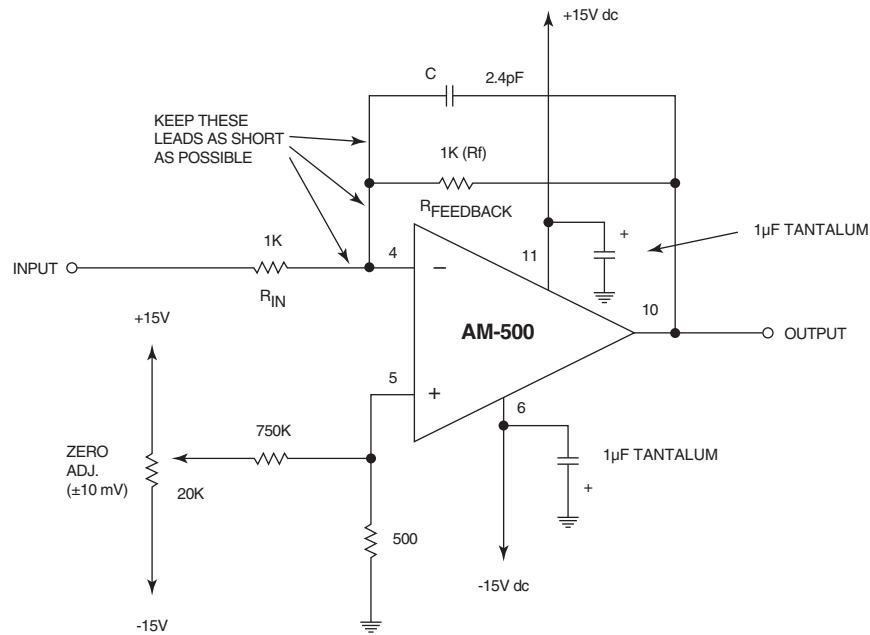 +15V dc
C
2.4pF
KEEP THESE
LEADS AS SHORT
AS POSSIBLE
1K (Rf)
RFEEDBACK
1µF TANTALUM
+
1K
4
11
INPUT
−
RIN
10
+15V
AM-500
OUTPUT
5
+
6
750K
1µF TANTALUM
ZERO
ADJ.
(±10 mV)
20K
+
500
-15V dc
-15V